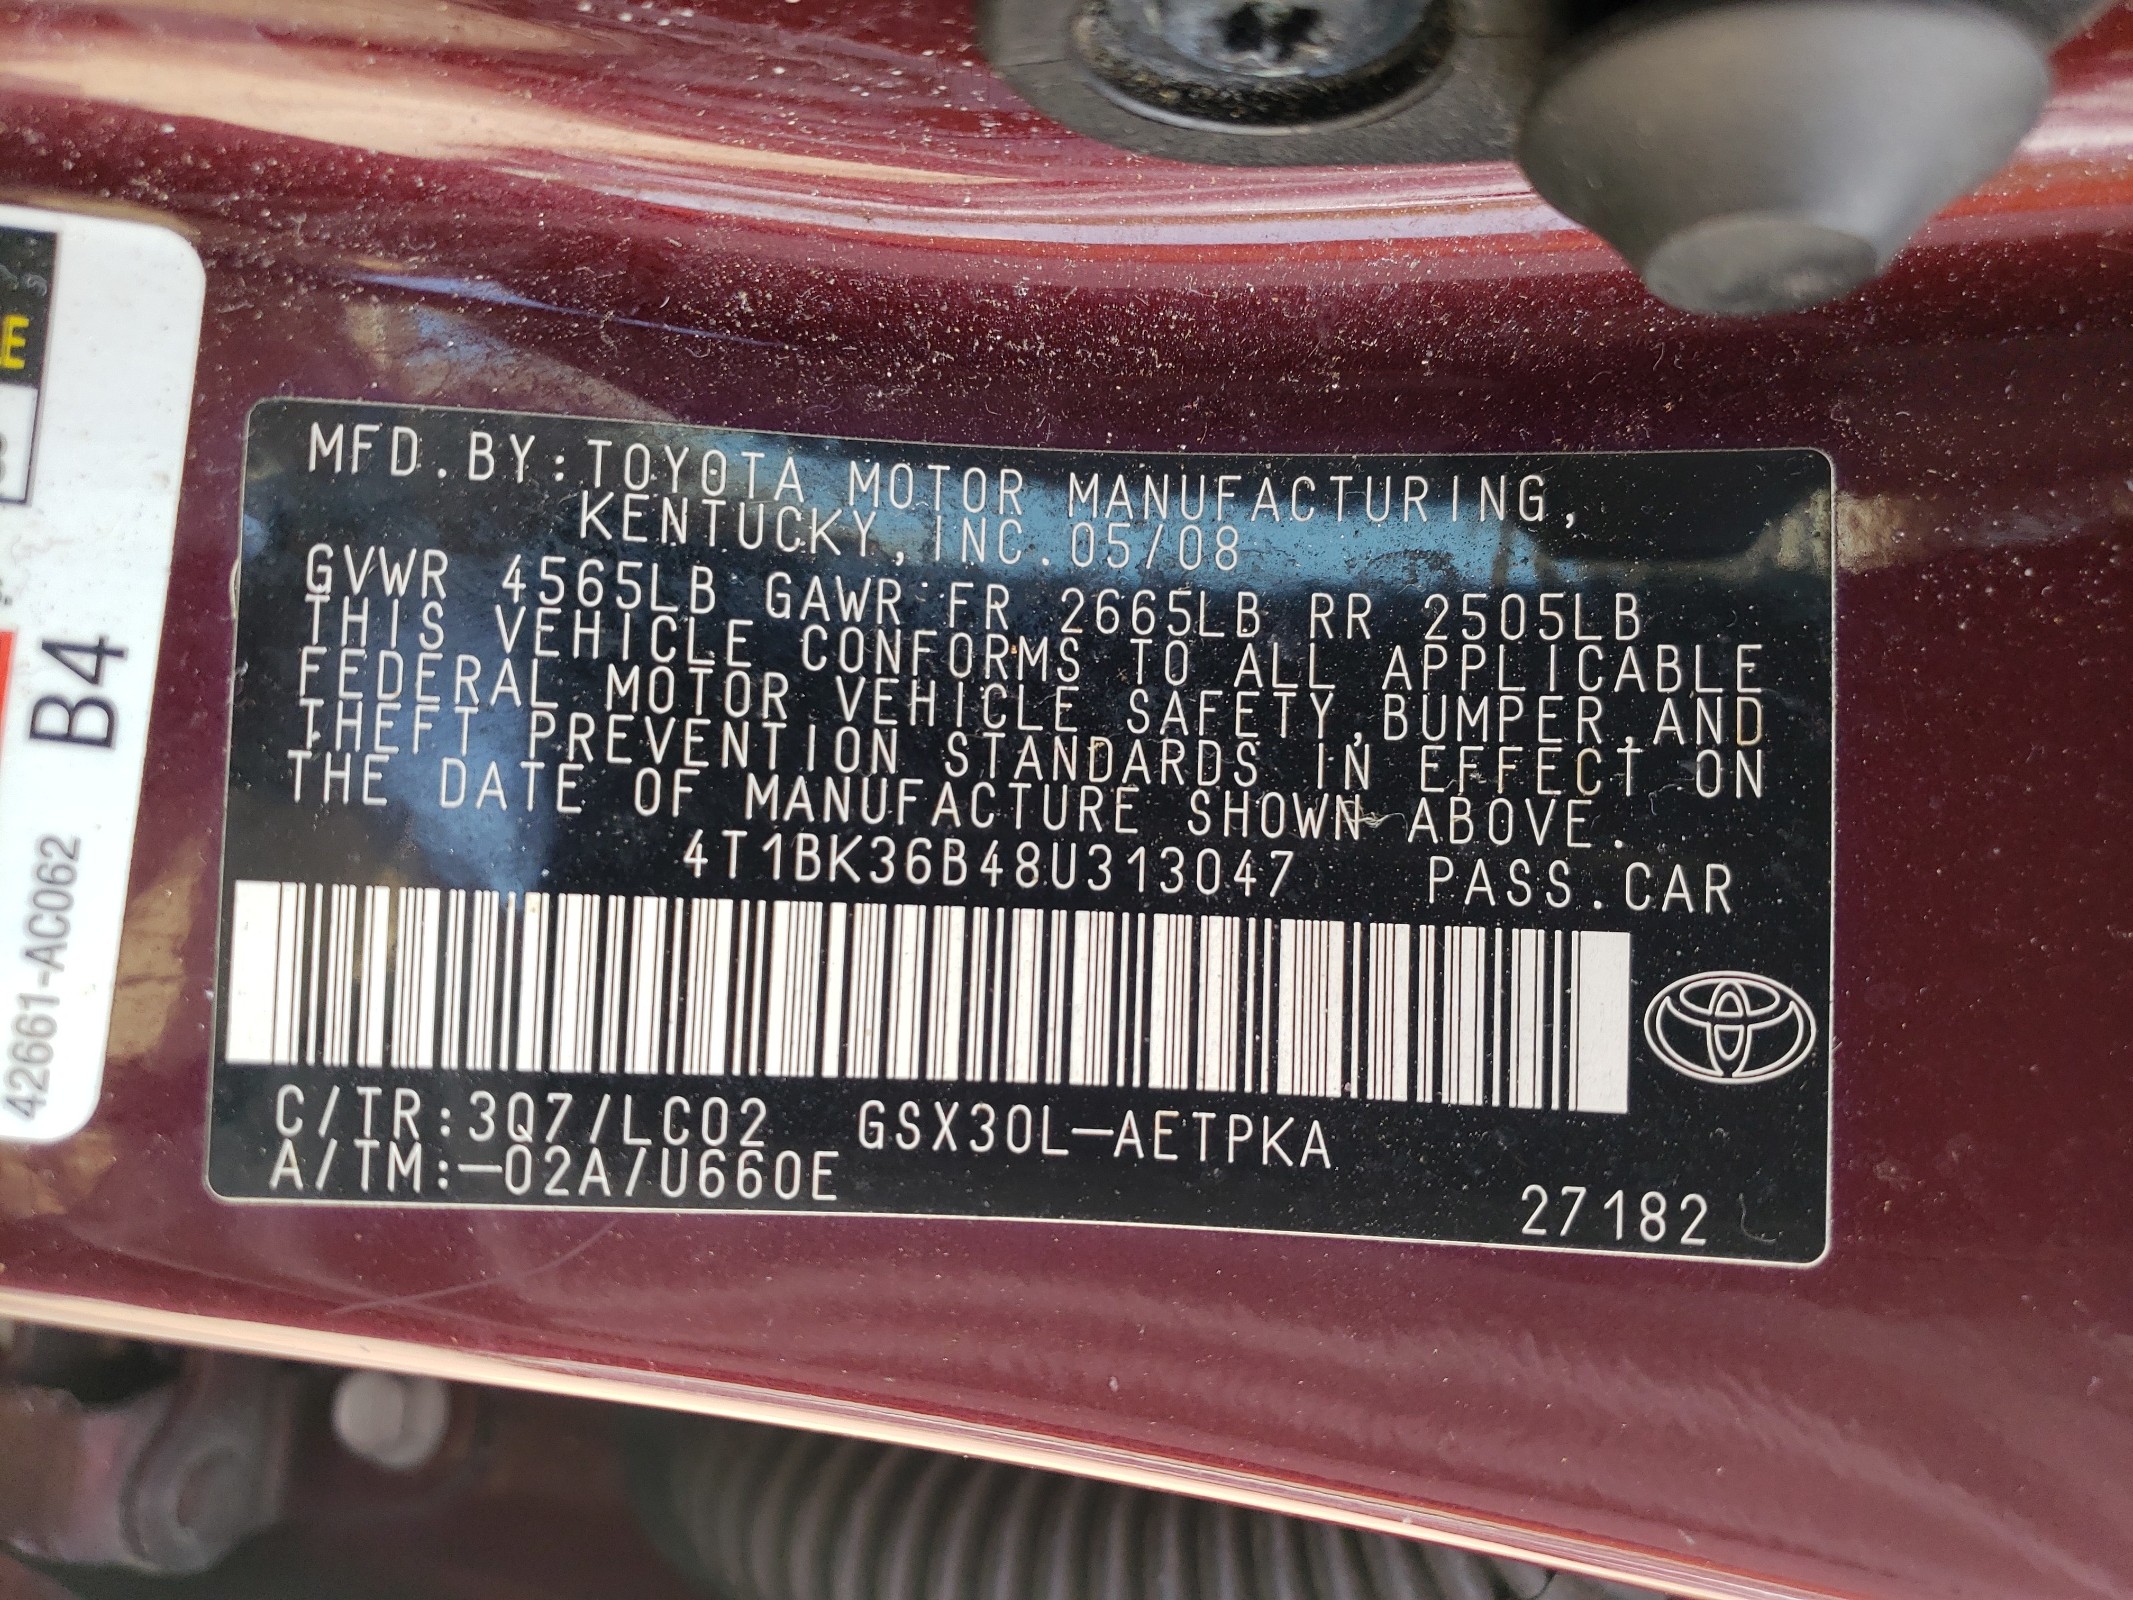 MFD.BY:TOYOTA MOTOR MANUFACTURING,
KENTUCKY,INC.05/08
GVWR 4565LB GAWR FR 2665LB RR 2505LB
THIS VEHICLE CONFORMS TO ALL APPLICABLE
FEDERAL MOTOR VEHICLE SAFETY,BUMPER,AND
THEFT PREVENTION STANDARDS IN EFFECT ON
THE DATE OF MANUFACTURE SHOWN ABOVE.
4T1BK36B48U313047 PASS.CAR
C/TR:3Q7/LC02 GSX30L-AETPKA
A/TM:-02A/U660E
27182
B4
42661-AC062